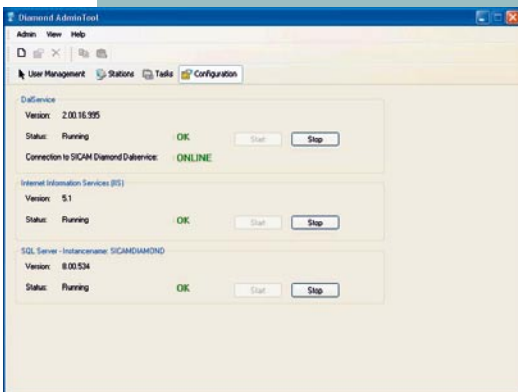 Diamond AdminTool
Admin View Help
User Management Stations Tasks Configuration
DalService
Version: 2.00.16.995
Status: Running OK Start Stop
Connection to SICAM Diamond Dalservice: ONLINE
Internet Information Services (IIS)
Version: 5.1
Status: Running OK Start Stop
SQL Server - Instancename: SICAMDIAMOND
Version: 8.00.534
Status: Running OK Start Stop